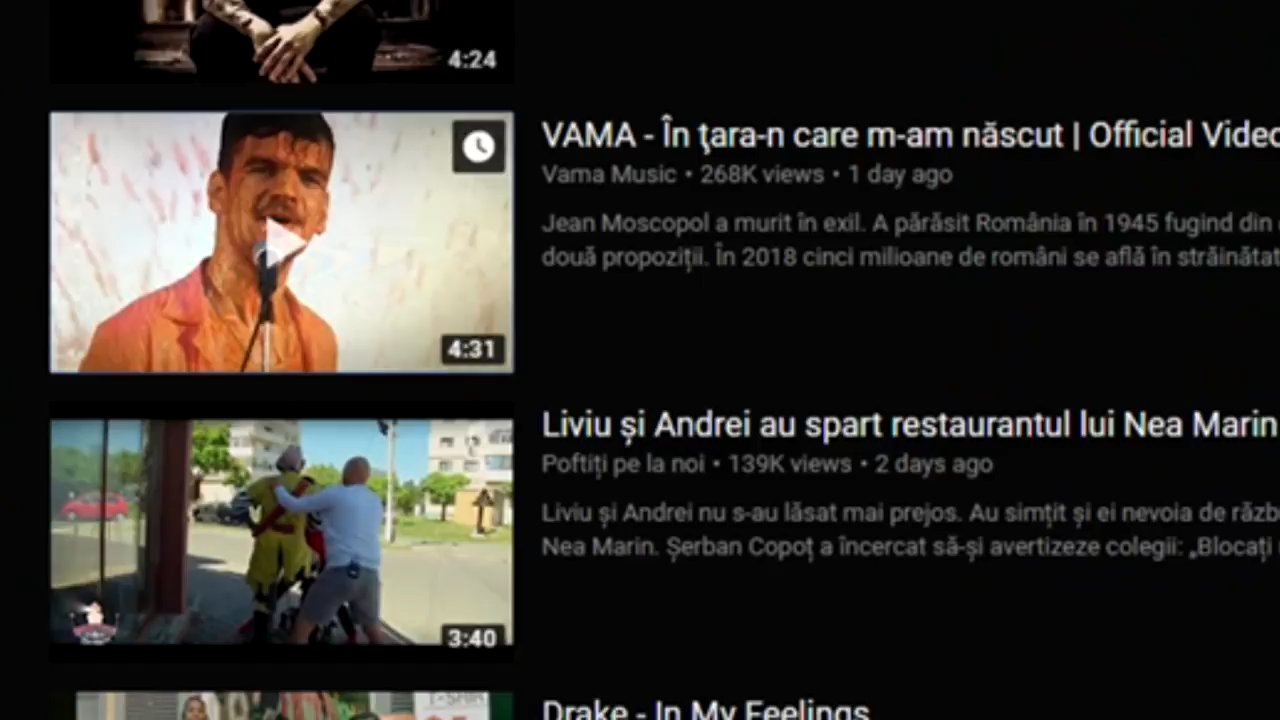 4:24
VAMA - În ţara-n care m-am născut | Official Video
Vama Music • 268K views • 1 day ago
Jean Moscopol a murit în exil. A părăsit România în 1945 fugind din
două propoziții. În 2018 cinci milioane de români se află în străinătat
4:31
Liviu și Andrei au spart restaurantul lui Nea Marin
Poftiți pe la noi • 139K views • 2 days ago
Liviu și Andrei nu s-au lăsat mai prejos. Au simțit și ei nevoia de răzb
Nea Marin. Șerban Copoț a încercat să-și avertizeze colegii: „Blocați
3:40
T-SHIR
Drake - In My Feelings